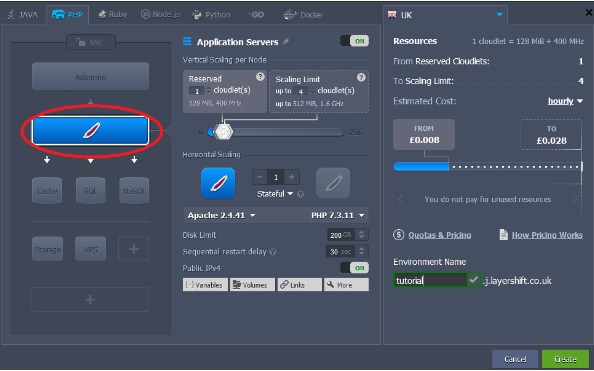 JAVA PHP Ruby Node.js Python GO Docker
SSL
Balancing
Cache SQL NoSQL
Storage VPS
Application Servers ON
Vertical Scaling per Node
Reserved ?
1 cloudlet(s)
128 MiB, 400 MHz
Scaling Limit ?
up to 4 cloudlet(s)
up to 512 MiB, 1.6 GHz
0 256
Horizontal Scaling
1
Stateful ?
Apache 2.4.41 PHP 7.3.11
Disk Limit 200 GB
Sequential restart delay ? 30 sec
Public IPv4 ON
Variables Volumes Links More
UK
Resources 1 cloudlet = 128 MiB + 400 MHz
From Reserved Cloudlets: 1
To Scaling Limit: 4
Estimated Cost: hourly
FROM
£0.008
TO
£0.028
You do not pay for unused resources
$ Quotas & Pricing How Pricing Works
Environment Name
tutorial .j.layershift.co.uk
Cancel Create